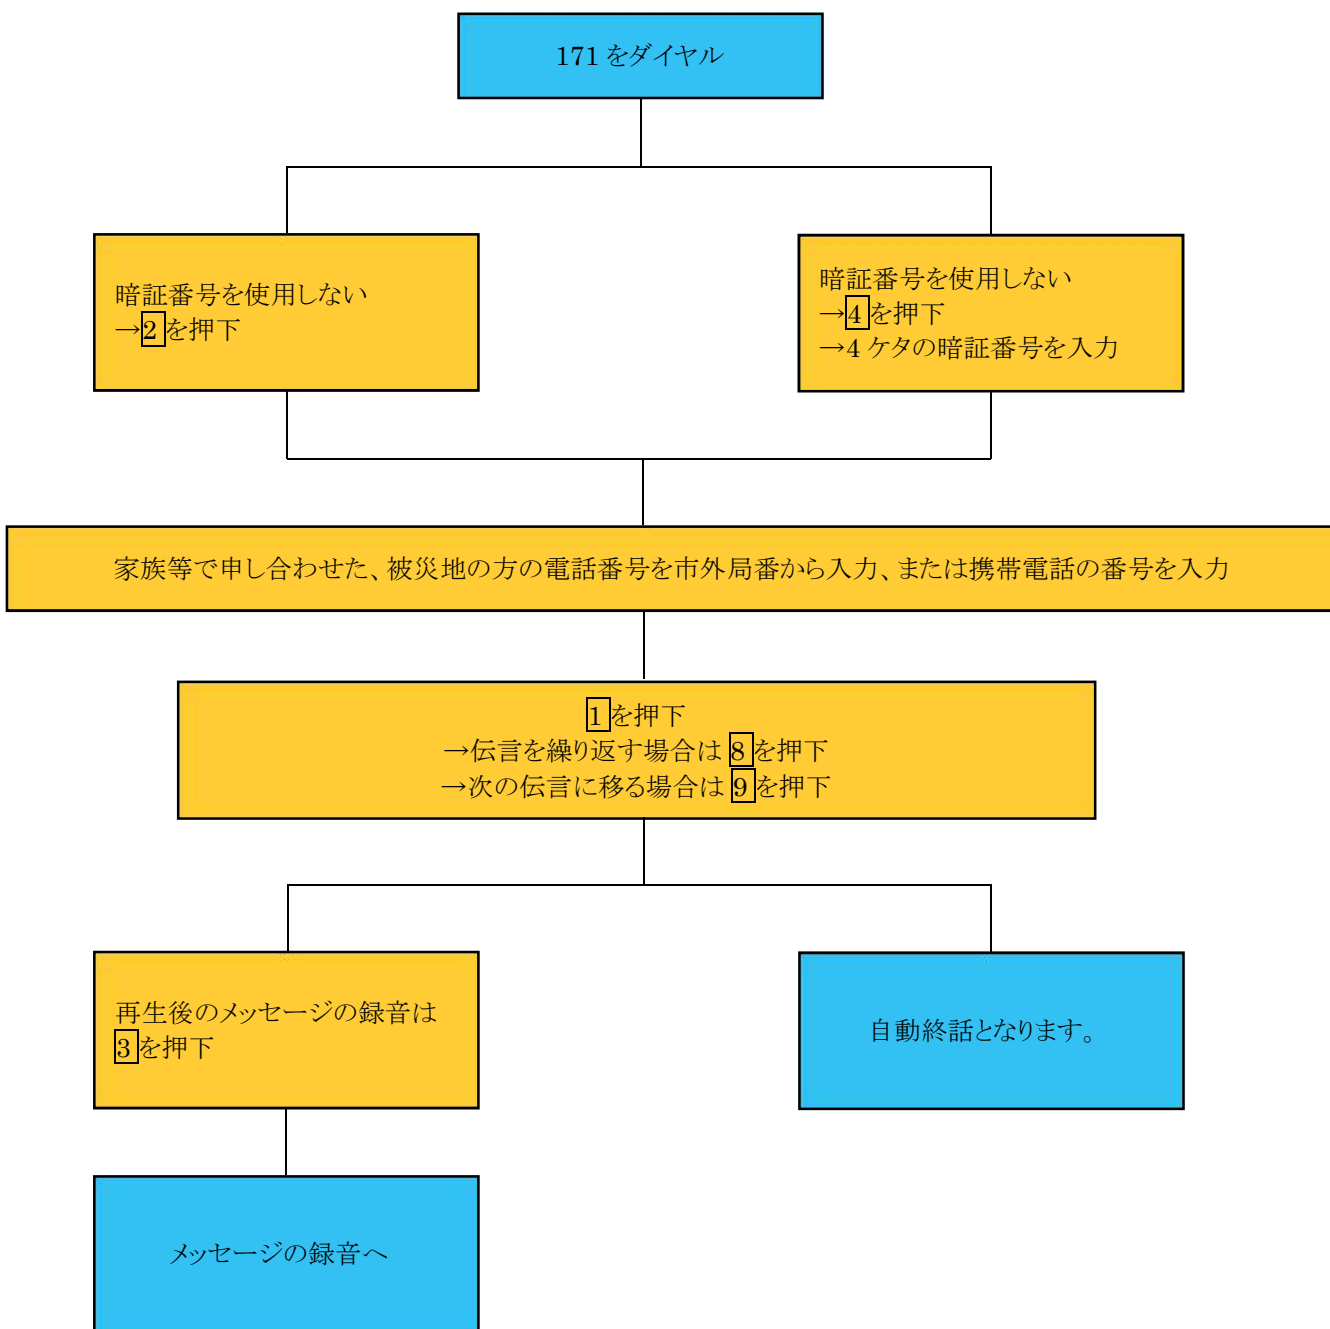 171をダイヤル
暗証番号を使用しない
→2を押下
暗証番号を使用しない
→4を押下
→4ケタの暗証番号を入力
家族等で申し合わせた、被災地の方の電話番号を市外局番から入力、または携帯電話の番号を入力
1を押下
→伝言を繰り返す場合は8を押下
→次の伝言に移る場合は9を押下
再生後のメッセージの録音は
3を押下
自動終話となります。
メッセージの録音へ